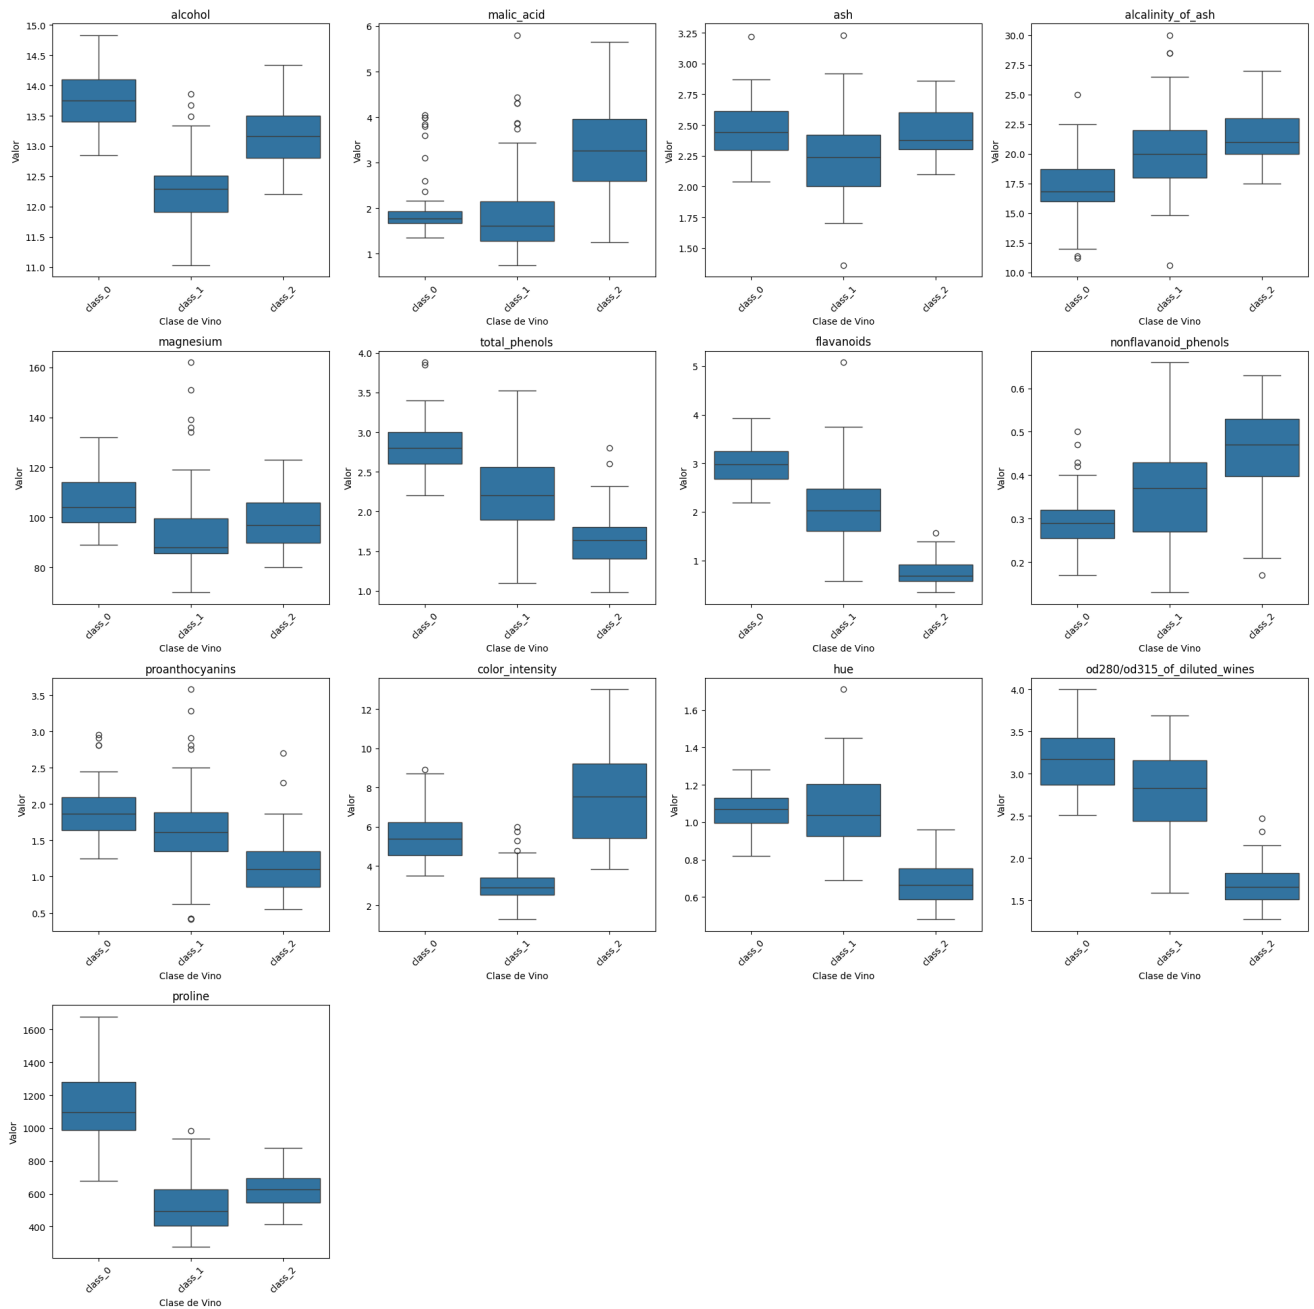 alcohol
Valor
15.0
14.5
14.0
13.5
13.0
12.5
12.0
11.5
11.0
class_0
class_1
class_2
Clase de Vino
malic_acid
Valor
6
5
4
3
2
1
class_0
class_1
class_2
Clase de Vino
ash
Valor
3.25
3.00
2.75
2.50
2.25
2.00
1.75
1.50
class_0
class_1
class_2
Clase de Vino
alcalinity_of_ash
Valor
30.0
27.5
25.0
22.5
20.0
17.5
15.0
12.5
10.0
class_0
class_1
class_2
Clase de Vino
magnesium
Valor
160
140
120
100
80
class_0
class_1
class_2
Clase de Vino
total_phenols
Valor
4.0
3.5
3.0
2.5
2.0
1.5
1.0
class_0
class_1
class_2
Clase de Vino
flavanoids
Valor
5
4
3
2
1
class_0
class_1
class_2
Clase de Vino
nonflavanoid_phenols
Valor
0.6
0.5
0.4
0.3
0.2
class_0
class_1
class_2
Clase de Vino
proanthocyanins
Valor
3.5
3.0
2.5
2.0
1.5
1.0
0.5
class_0
class_1
class_2
Clase de Vino
color_intensity
Valor
12
10
8
6
4
2
class_0
class_1
class_2
Clase de Vino
hue
Valor
1.6
1.4
1.2
1.0
0.8
0.6
class_0
class_1
class_2
Clase de Vino
od280/od315_of_diluted_wines
Valor
4.0
3.5
3.0
2.5
2.0
1.5
class_0
class_1
class_2
Clase de Vino
proline
Valor
1600
1400
1200
1000
800
600
400
class_0
class_1
class_2
Clase de Vino